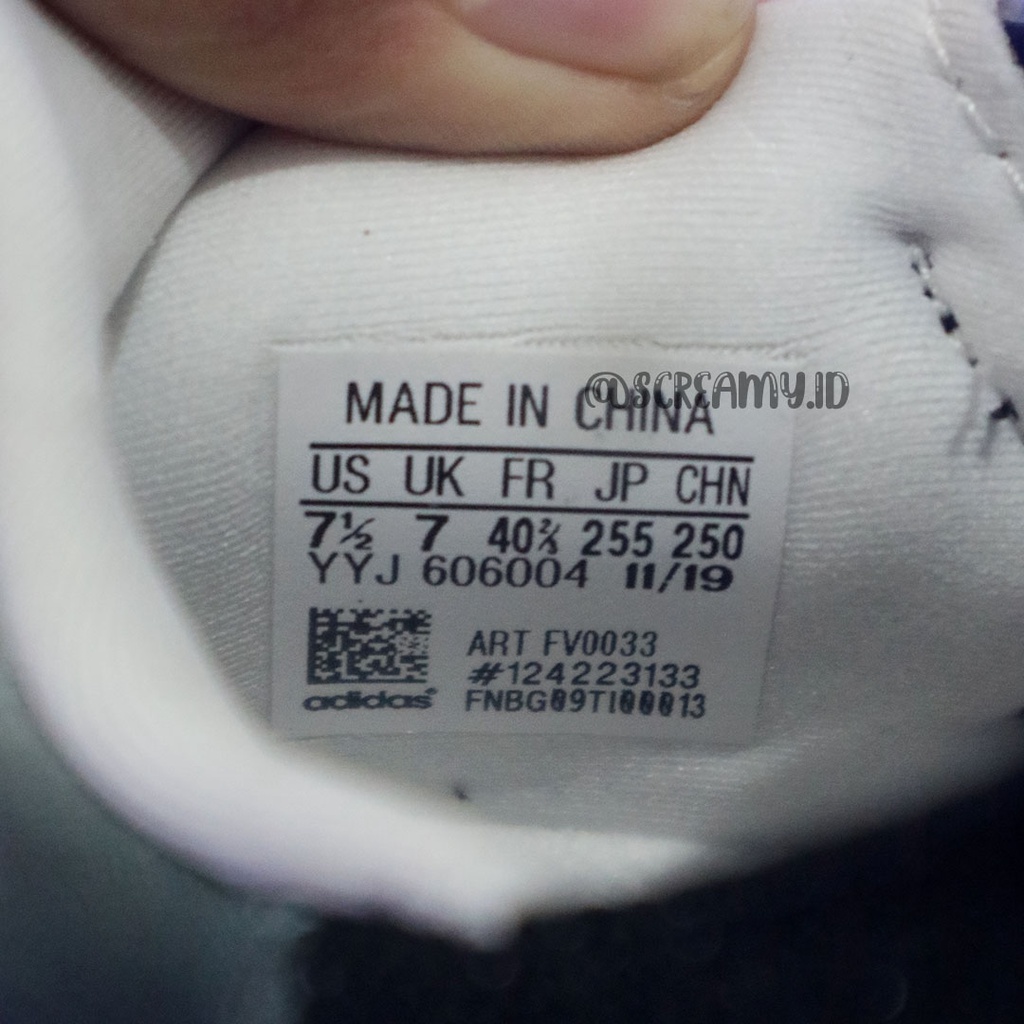 MADE IN CHINA
@SCREAMY.ID
US UK FR JP CHN
7½ 7 40⅔ 255 250
YYJ 606004 11/19
ART FV0033
#124223133
adidas® FNBG09TI00013